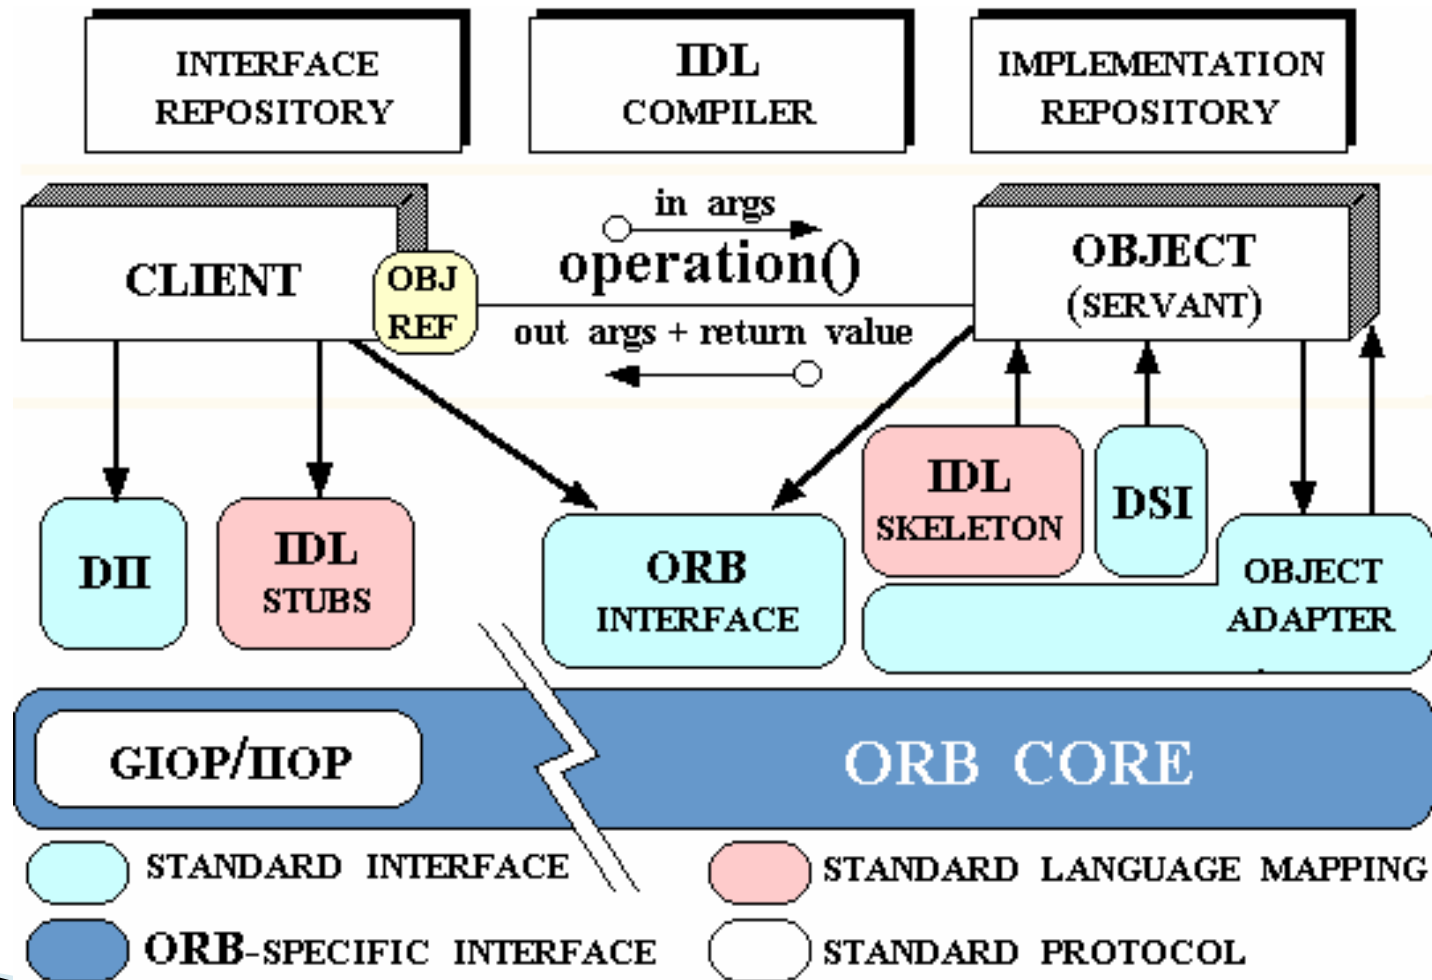 INTERFACE
REPOSITORY
IDL
COMPILER
IMPLEMENTATION
REPOSITORY
CLIENT
OBJ
REF
in args
operation()
out args + return value
OBJECT
(SERVANT)
DII
IDL
STUBS
ORB
INTERFACE
IDL
SKELETON
DSI
OBJECT
ADAPTER
GIOP/IIOP
ORB CORE
STANDARD INTERFACE
STANDARD LANGUAGE MAPPING
ORB-SPECIFIC INTERFACE
STANDARD PROTOCOL